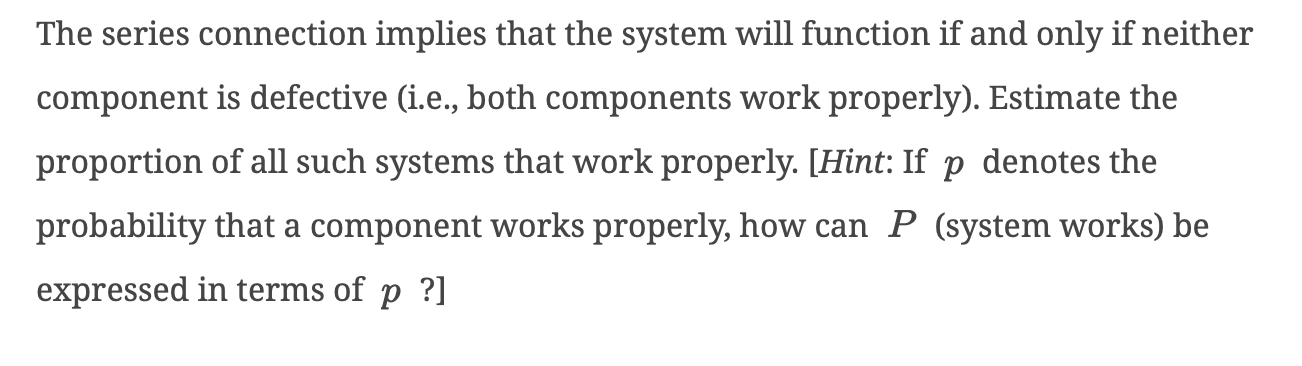 The series connection implies that the system will function if and only if neither
component is defective (i.e., both components work properly). Estimate the
proportion of all such systems that work properly. [Hint: If p denotes the
probability that a component works properly, how can P (system works) be
expressed in terms of p ?]